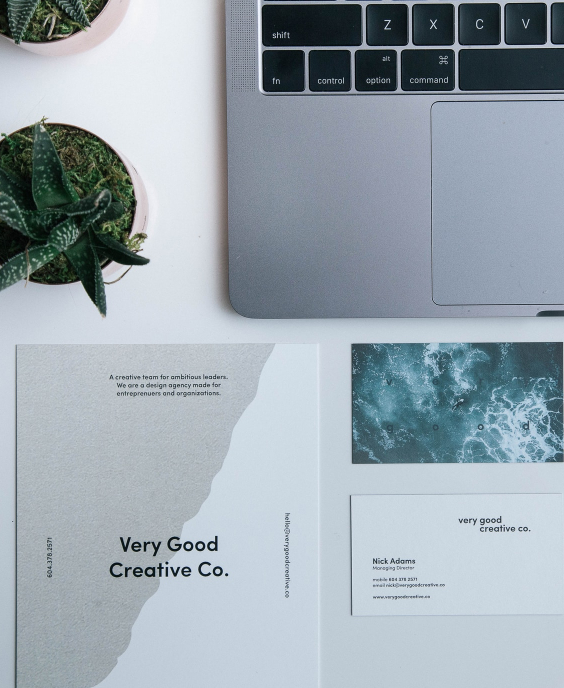 shift
Z
X
C
V
alt
⌘
fn
control
option
command
A creative team for ambitious leaders.
We are a design agency made for
entreprenuers and organizations.
Very Good
Creative Co.
604.378.2571
hello@verygoodcreative.co
g o o d
very good
creative co.
Nick Adams
Managing Director
mobile 604 378 2571
email nick@verygoodcreative.co
www.verygoodcreative.co